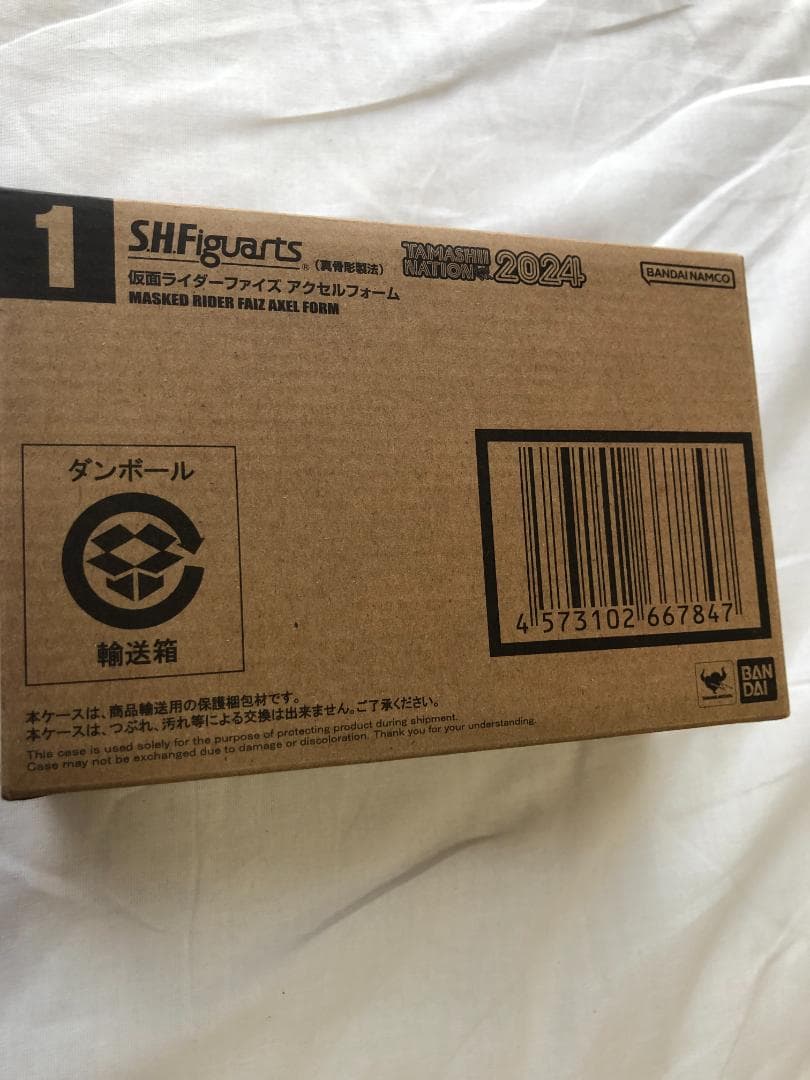 1
S.H.Figuarts® (真骨彫製法)
仮面ライダーファイズ アクセルフォーム
MASKED RIDER FAIZ AXEL FORM
TAMASHII NATION 2024
BANDAI NAMCO
ダンボール
輸送箱
4 573102 667847
BAN
DAI
本ケースは、商品輸送用の保護梱包材です。
本ケースは、つぶれ、汚れ等による交換は出来ません。ご了承ください。
This case is used solely for the purpose of protecting product during shipment.
Case may not be exchanged due to damage or discoloration. Thank you for your understanding.